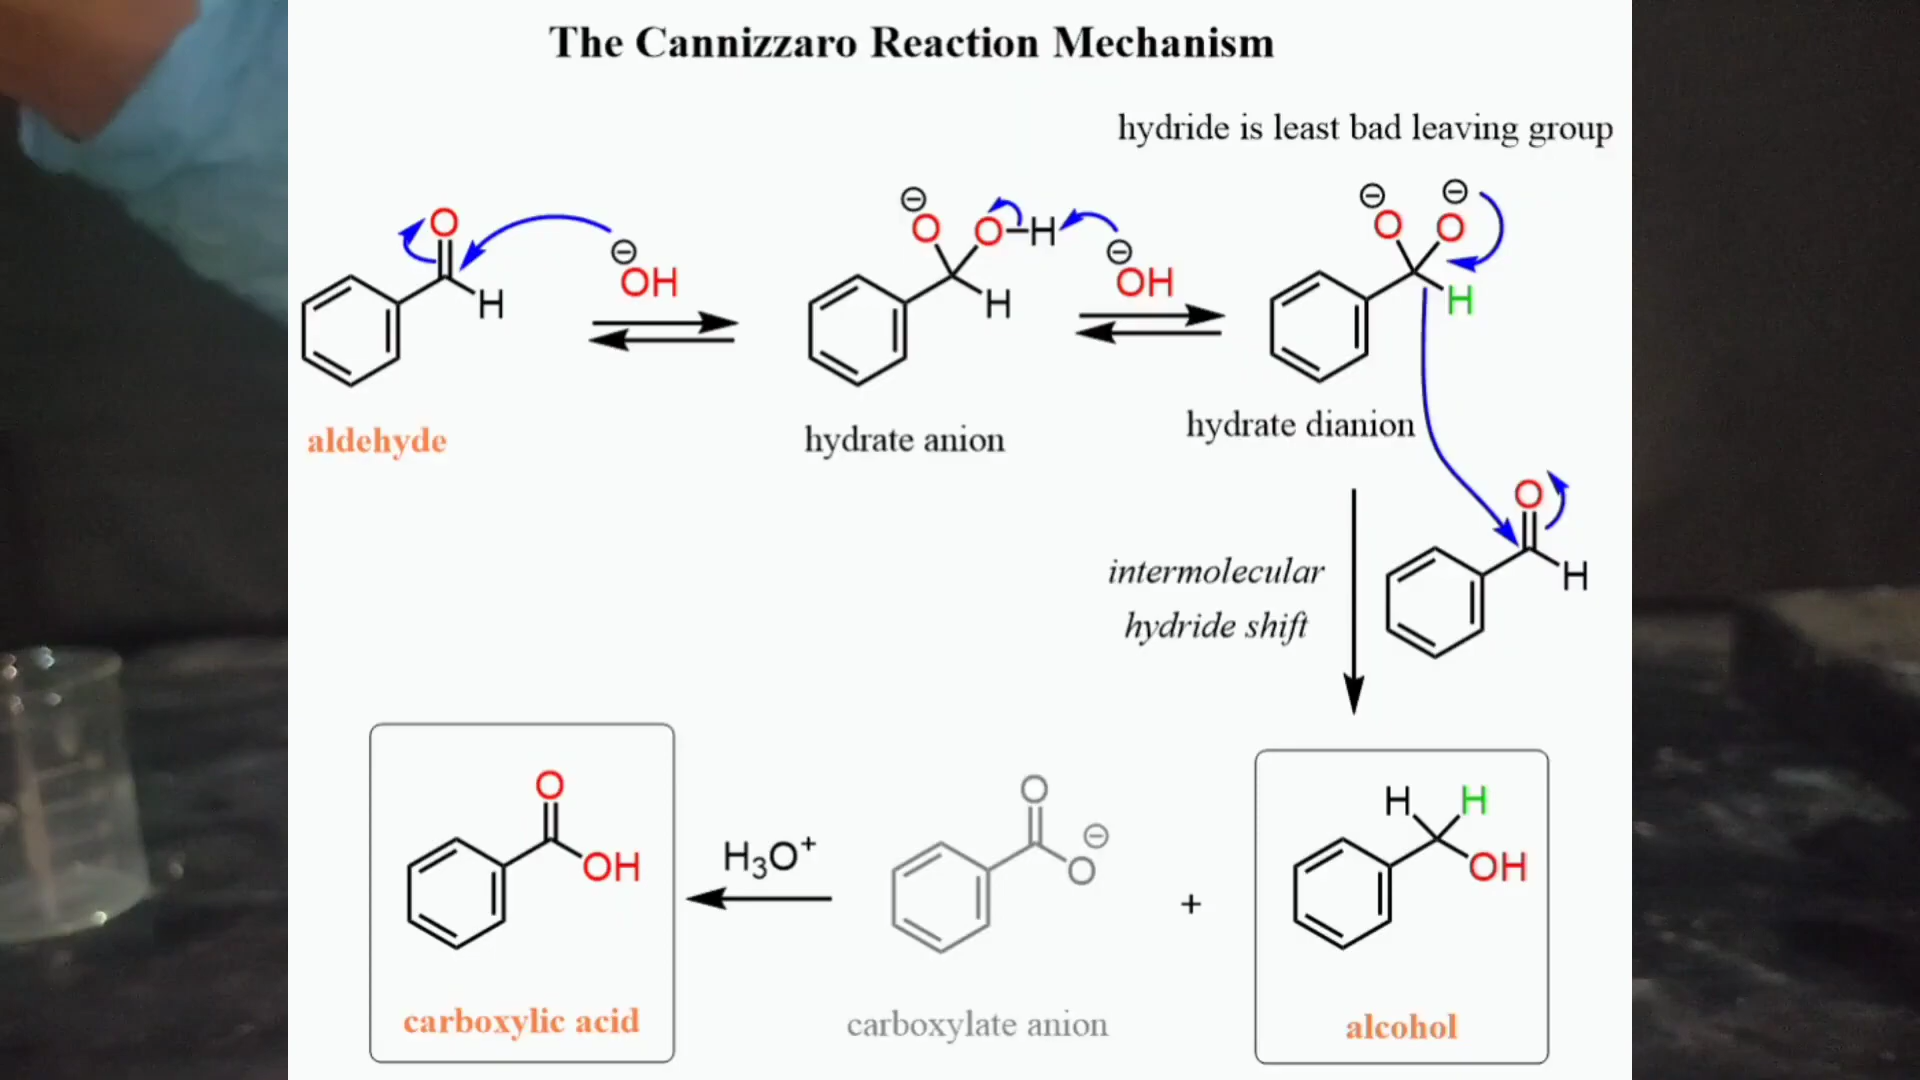 The Cannizzaro Reaction Mechanism
hydride is least bad leaving group
O
H
⊖
OH
⊖
O
O-H
H
⊖
OH
⊖
⊖
O
O
H
aldehyde
hydrate anion
hydrate dianion
O
H
intermolecular
hydride shift
O
OH
H₃O⁺
O
⊖
O
+
H
H
OH
carboxylic acid
carboxylate anion
alcohol